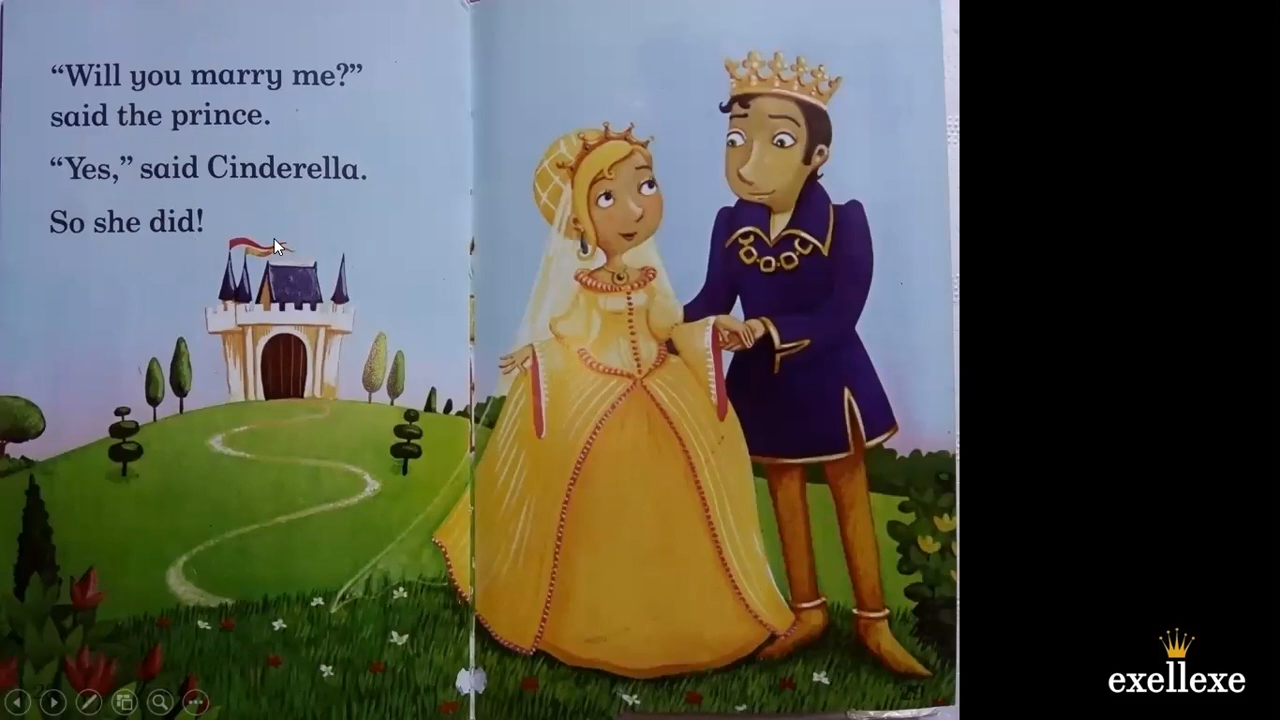 “Will you marry me?”
said the prince.
“Yes,” said Cinderella.
So she did!
exellexe